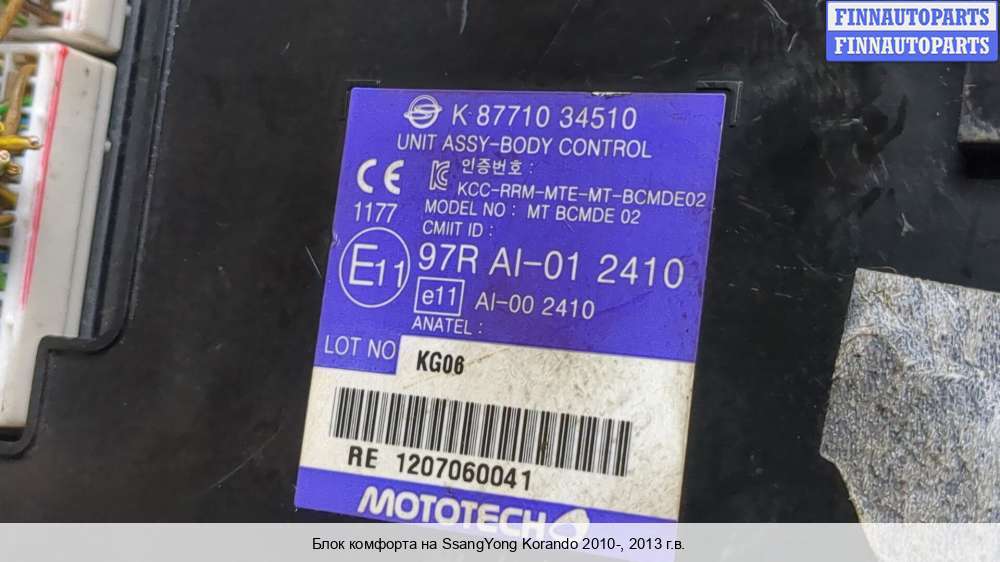 FINNAUTOPARTS
FINNAUTOPARTS
K 87710 34510
UNIT ASSY-BODY CONTROL
인증번호 :
KCC-RRM-MTE-MT-BCMDE02
1177
MODEL NO : MT BCMDE 02
CMIIT ID :
E11 97R AI-01 2410
e11 AI-00 2410
ANATEL :
LOT NO KG06
RE 1207060041
MOTOTECH
Блок комфорта на SsangYong Korando 2010-, 2013 г.в.